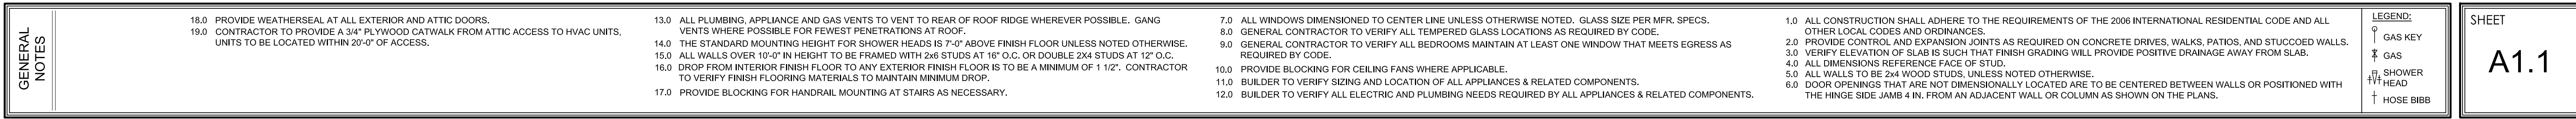 GENERAL
NOTES
18.0 PROVIDE WEATHERSEAL AT ALL EXTERIOR AND ATTIC DOORS.
19.0 CONTRACTOR TO PROVIDE A 3/4" PLYWOOD CATWALK FROM ATTIC ACCESS TO HVAC UNITS,
UNITS TO BE LOCATED WITHIN 20'-0" OF ACCESS.
13.0 ALL PLUMBING, APPLIANCE AND GAS VENTS TO VENT TO REAR OF ROOF RIDGE WHEREVER POSSIBLE. GANG
VENTS WHERE POSSIBLE FOR FEWEST PENETRATIONS AT ROOF.
14.0 THE STANDARD MOUNTING HEIGHT FOR SHOWER HEADS IS 7'-0" ABOVE FINISH FLOOR UNLESS NOTED OTHERWISE.
15.0 ALL WALLS OVER 10'-0" IN HEIGHT TO BE FRAMED WITH 2x6 STUDS AT 16" O.C. OR DOUBLE 2X4 STUDS AT 12" O.C.
16.0 DROP FROM INTERIOR FINISH FLOOR TO ANY EXTERIOR FINISH FLOOR IS TO BE A MINIMUM OF 1 1/2". CONTRACTOR
TO VERIFY FINISH FLOORING MATERIALS TO MAINTAIN MINIMUM DROP.
17.0 PROVIDE BLOCKING FOR HANDRAIL MOUNTING AT STAIRS AS NECESSARY.
7.0 ALL WINDOWS DIMENSIONED TO CENTER LINE UNLESS OTHERWISE NOTED. GLASS SIZE PER MFR. SPECS.
8.0 GENERAL CONTRACTOR TO VERIFY ALL TEMPERED GLASS LOCATIONS AS REQUIRED BY CODE.
9.0 GENERAL CONTRACTOR TO VERIFY ALL BEDROOMS MAINTAIN AT LEAST ONE WINDOW THAT MEETS EGRESS AS
REQUIRED BY CODE.
10.0 PROVIDE BLOCKING FOR CEILING FANS WHERE APPLICABLE.
11.0 BUILDER TO VERIFY SIZING AND LOCATION OF ALL APPLIANCES & RELATED COMPONENTS.
12.0 BUILDER TO VERIFY ALL ELECTRIC AND PLUMBING NEEDS REQUIRED BY ALL APPLIANCES & RELATED COMPONENTS.
1.0 ALL CONSTRUCTION SHALL ADHERE TO THE REQUIREMENTS OF THE 2006 INTERNATIONAL RESIDENTIAL CODE AND ALL
OTHER LOCAL CODES AND ORDINANCES.
2.0 PROVIDE CONTROL AND EXPANSION JOINTS AS REQUIRED ON CONCRETE DRIVES, WALKS, PATIOS, AND STUCCOED WALLS.
3.0 VERIFY ELEVATION OF SLAB IS SUCH THAT FINISH GRADING WILL PROVIDE POSITIVE DRAINAGE AWAY FROM SLAB.
4.0 ALL DIMENSIONS REFERENCE FACE OF STUD.
5.0 ALL WALLS TO BE 2x4 WOOD STUDS, UNLESS NOTED OTHERWISE.
6.0 DOOR OPENINGS THAT ARE NOT DIMENSIONALLY LOCATED ARE TO BE CENTERED BETWEEN WALLS OR POSITIONED WITH
THE HINGE SIDE JAMB 4 IN. FROM AN ADJACENT WALL OR COLUMN AS SHOWN ON THE PLANS.
LEGEND:
GAS KEY
GAS
SHOWER
HEAD
HOSE BIBB
SHEET
A1.1